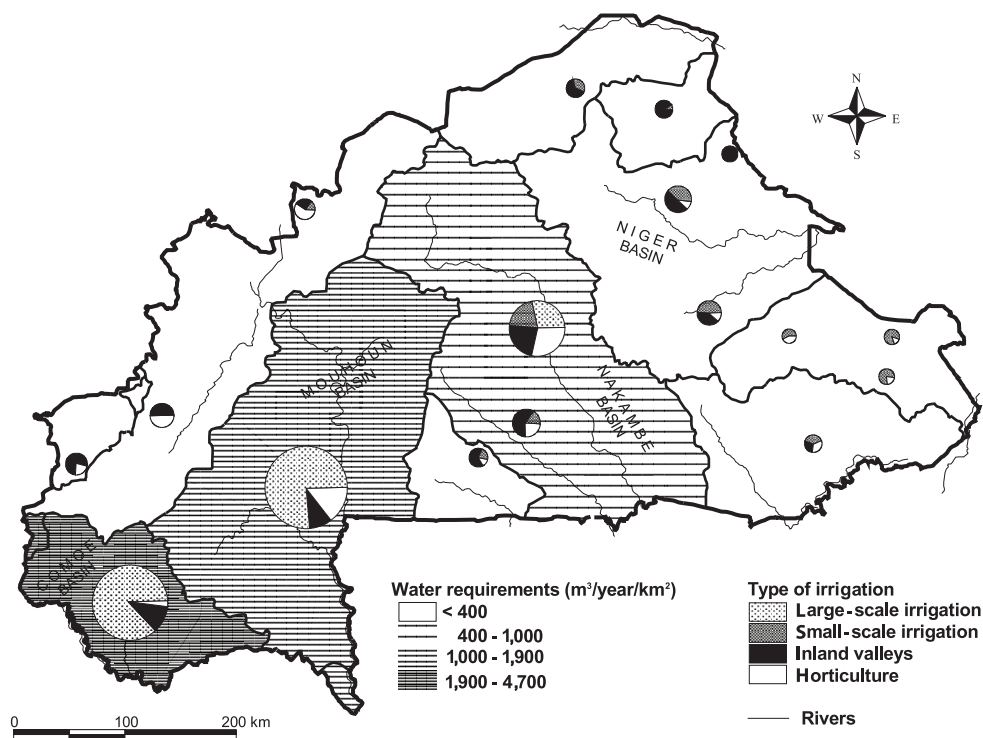 N
W E
S
NIGER
BASIN
MOUHOUN
BASIN
NAKAMBE
BASIN
COMOE
BASIN
Water requirements (m³/year/km²)
< 400
400 - 1,000
1,000 - 1,900
1,900 - 4,700
Type of irrigation
Large-scale irrigation
Small-scale irrigation
Inland valleys
Horticulture
Rivers
0 100 200 km